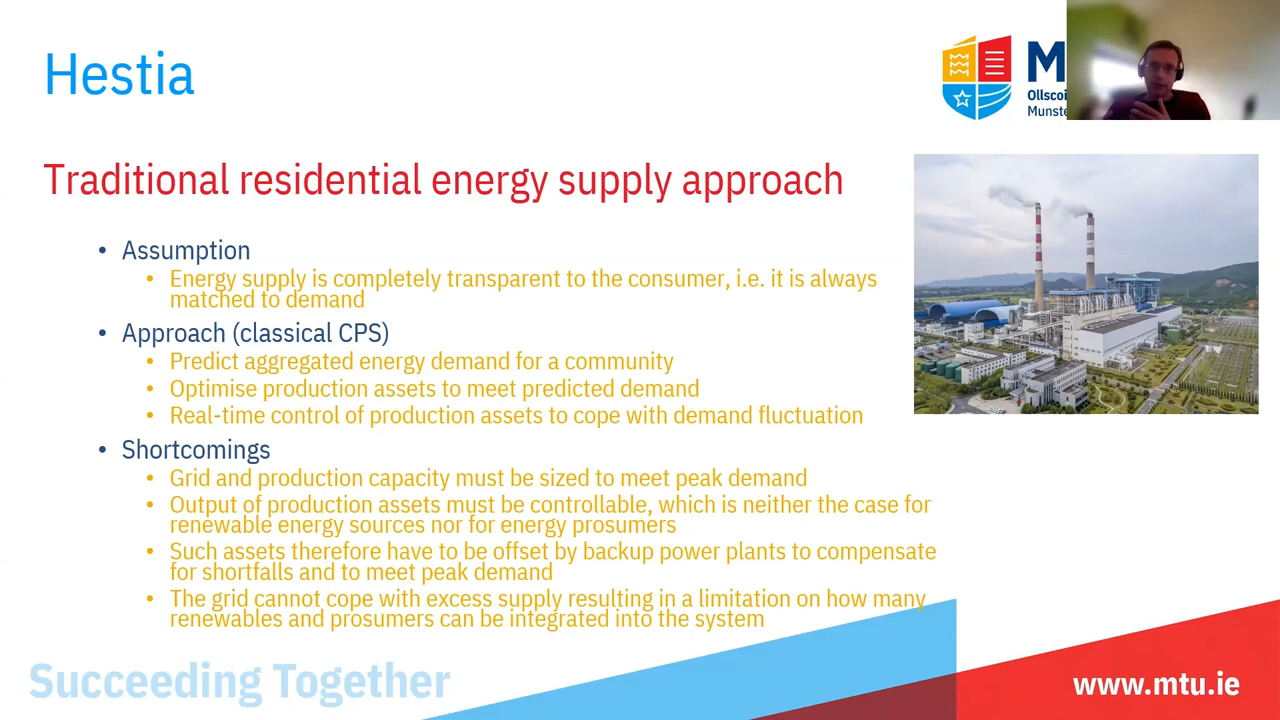 Hestia
M
Ollscoi
Munste
Traditional residential energy supply approach
• Assumption
• Energy supply is completely transparent to the consumer, i.e. it is always
matched to demand
• Approach (classical CPS)
• Predict aggregated energy demand for a community
• Optimise production assets to meet predicted demand
• Real-time control of production assets to cope with demand fluctuation
• Shortcomings
• Grid and production capacity must be sized to meet peak demand
• Output of production assets must be controllable, which is neither the case for
renewable energy sources nor for energy prosumers
• Such assets therefore have to be offset by backup power plants to compensate
for shortfalls and to meet peak demand
• The grid cannot cope with excess supply resulting in a limitation on how many
renewables and prosumers can be integrated into the system
Succeeding Together
www.mtu.ie